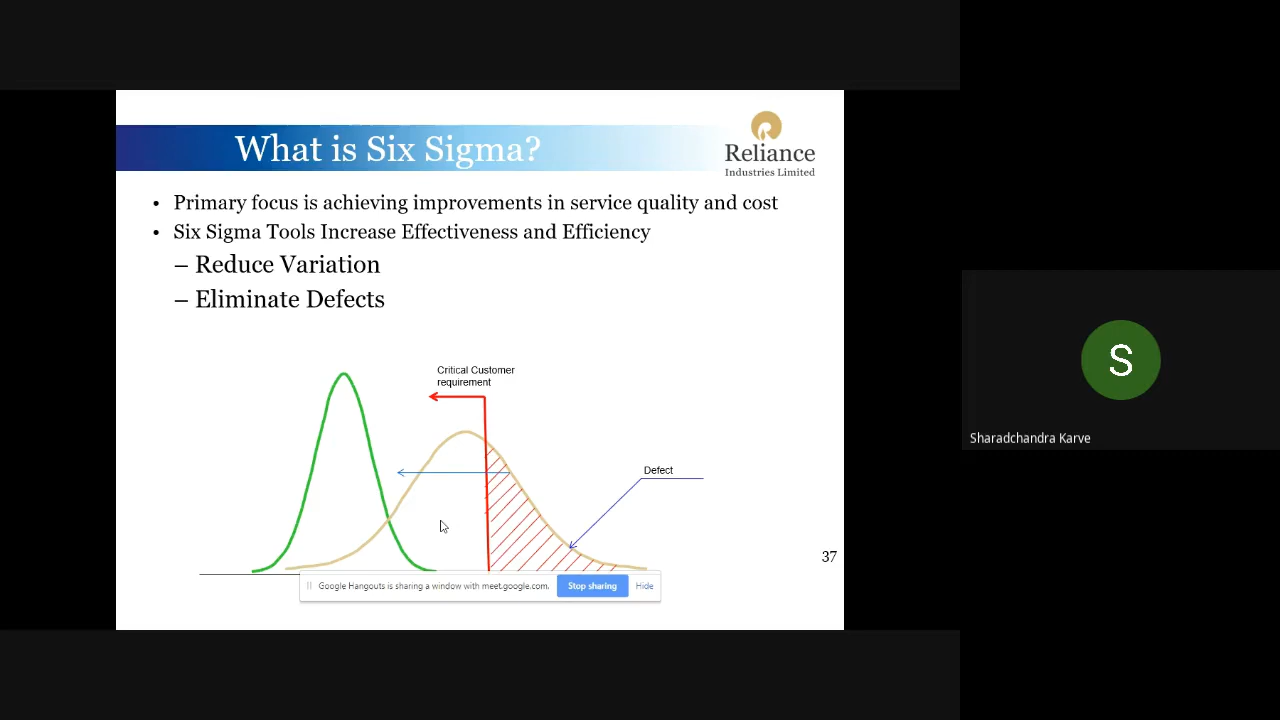 What is Six Sigma?
Reliance
Industries Limited
• Primary focus is achieving improvements in service quality and cost
• Six Sigma Tools Increase Effectiveness and Efficiency
– Reduce Variation
– Eliminate Defects
Critical Customer
requirement
Defect
37
Google Hangouts is sharing a window with meet.google.com. Stop sharing Hide
S
Sharadchandra Karve